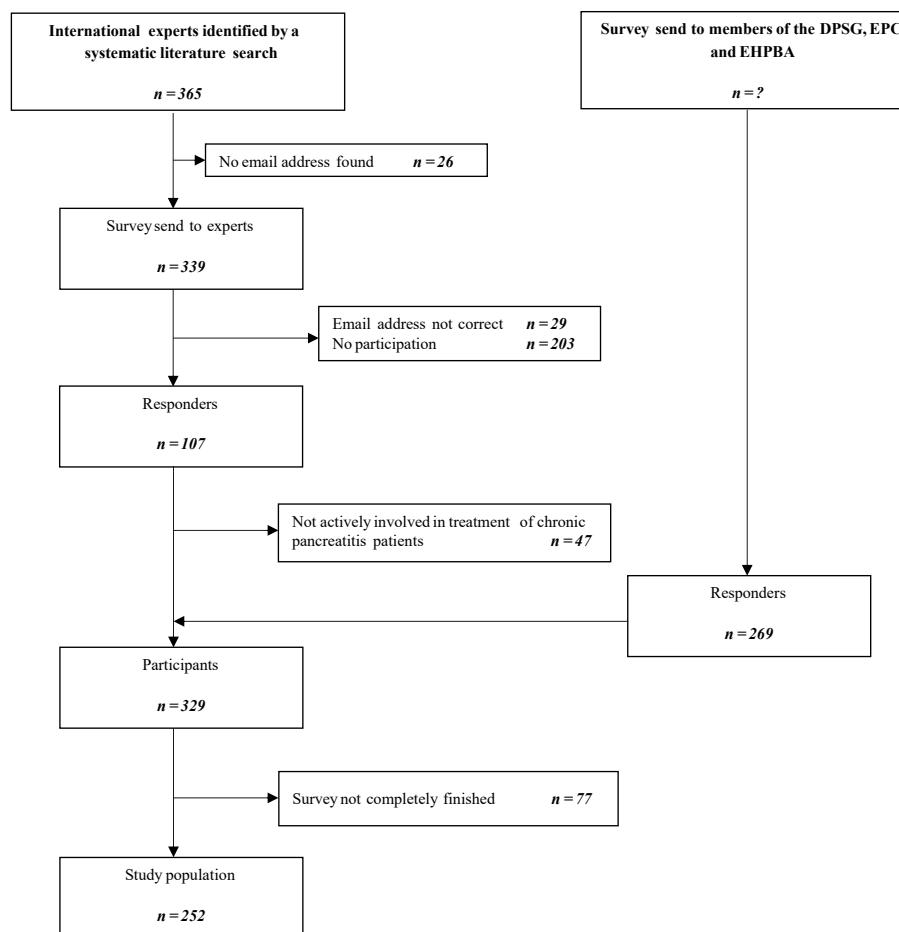 International experts identified by a
systematic literature search
n = 365
Survey send to members of the DPSG, EPC
and EHPBA
n = ?
No email address found n = 26
Survey send to experts
n = 339
Email address not correct n = 29
No participation n = 203
Responders
n = 107
Not actively involved in treatment of chronic
pancreatitis patients n = 47
Responders
n = 269
Participants
n = 329
Survey not completely finished n = 77
Study population
n = 252